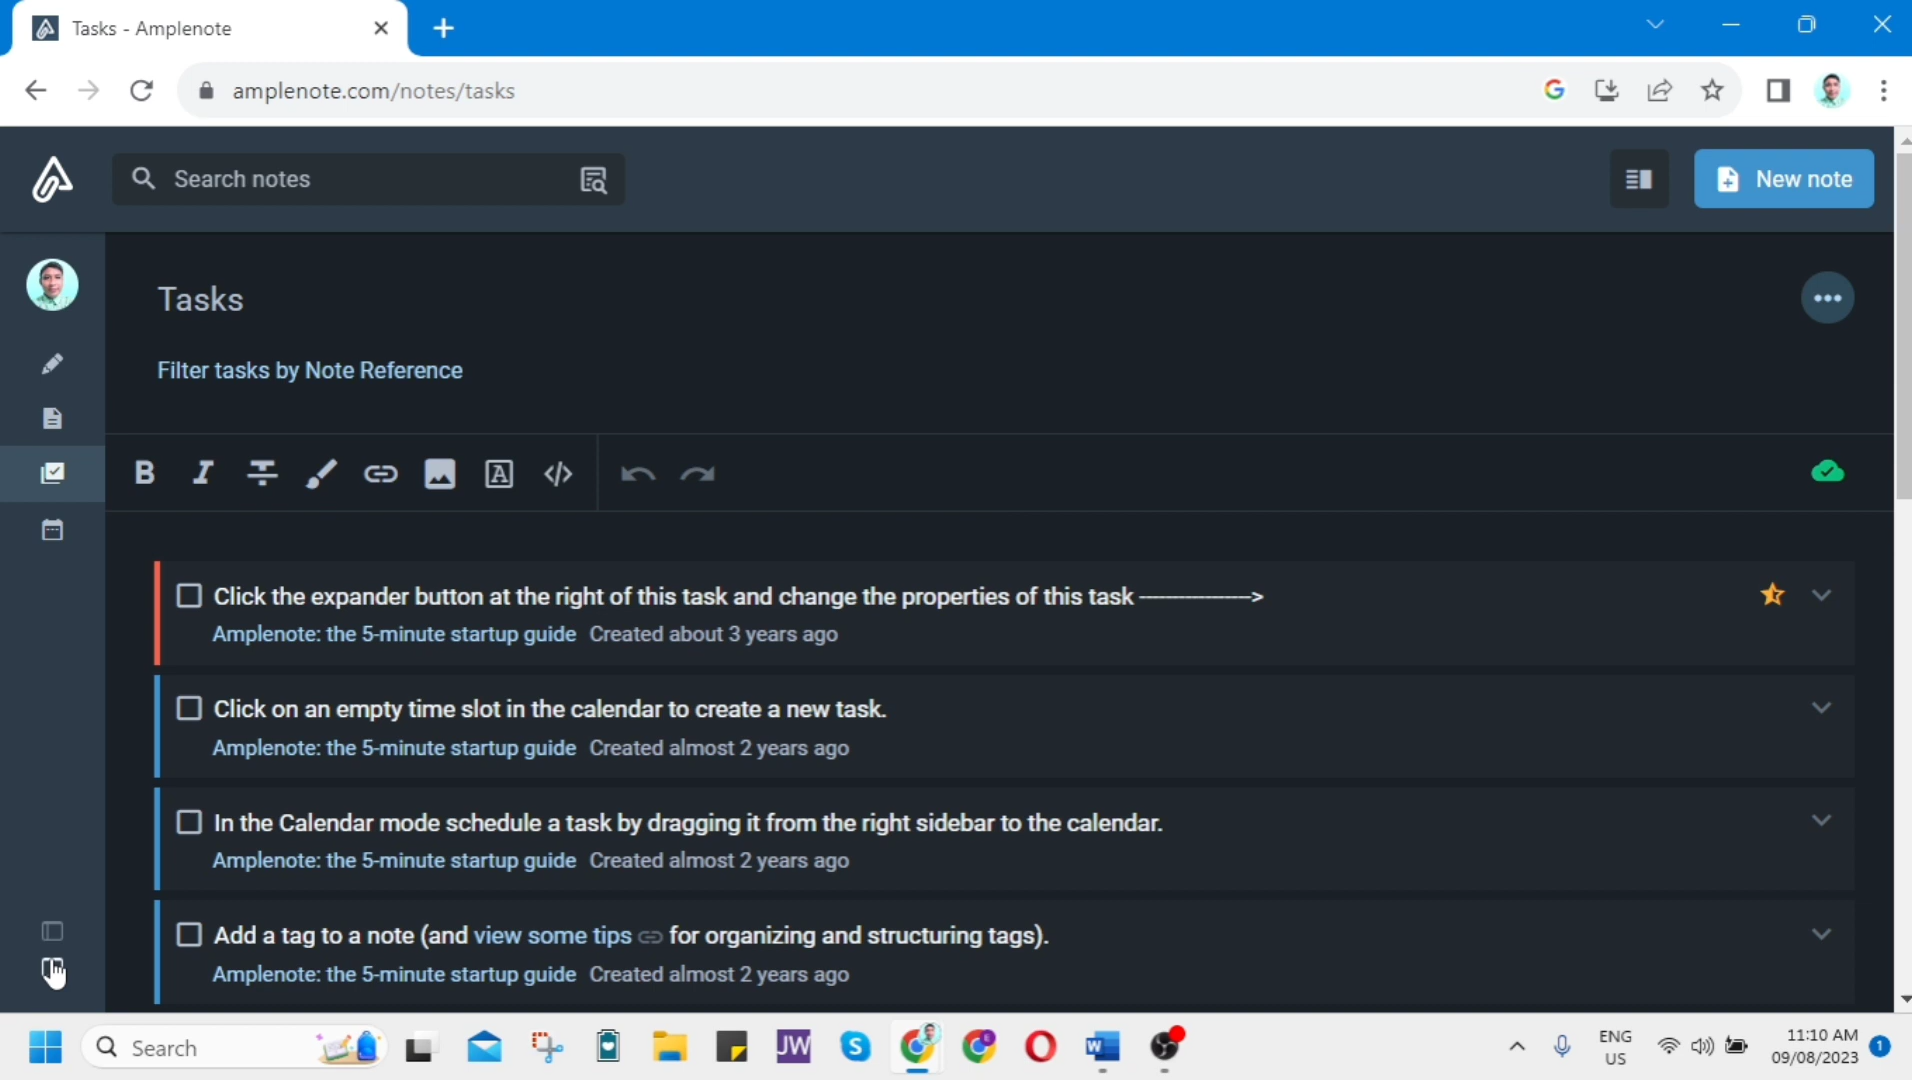 Tasks - Amplenote
amplenote.com/notes/tasks
Search notes
New note
Tasks
Filter tasks by Note Reference
Click the expander button at the right of this task and change the properties of this task ————————>
Amplenote: the 5-minute startup guide Created about 3 years ago
Click on an empty time slot in the calendar to create a new task.
Amplenote: the 5-minute startup guide Created almost 2 years ago
In the Calendar mode schedule a task by dragging it from the right sidebar to the calendar.
Amplenote: the 5-minute startup guide Created almost 2 years ago
Add a tag to a note (and view some tips for organizing and structuring tags).
Amplenote: the 5-minute startup guide Created almost 2 years ago
Search
JW
ENG
US
11:10 AM
09/08/2023
1